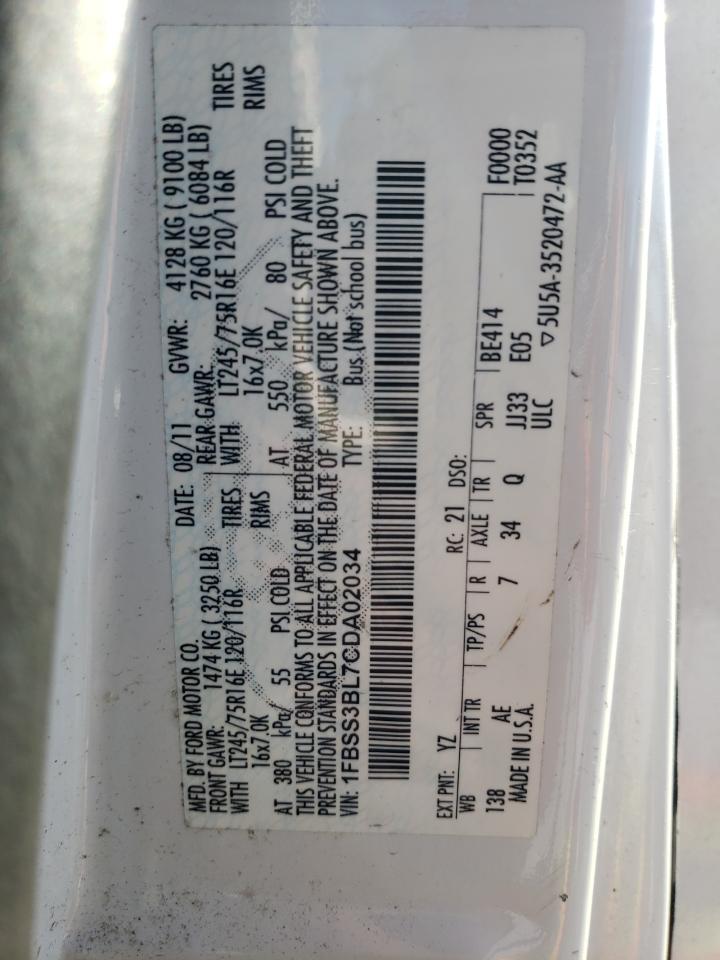 MFD. BY FORD MOTOR CO. DATE: 08/11 GVWR: 4128 KG ( 9100 LB)
FRONT GAWR: 1474 KG ( 3250 LB) REAR GAWR: 2760 KG ( 6084 LB)
WITH LT245/75R16E 120/116R TIRES WITH LT245/75R16E 120/116R TIRES
16x7.0K RIMS 16x7.0K RIMS
AT 380 kPa/ 55 PSI COLD AT 550 kPa/ 80 PSI COLD
THIS VEHICLE CONFORMS TO ALL APPLICABLE FEDERAL MOTOR VEHICLE SAFETY AND THEFT
PREVENTION STANDARDS IN EFFECT ON THE DATE OF MANUFACTURE SHOWN ABOVE.
VIN: 1FBSS3BL7CDA02034 TYPE: Bus (Not school bus)
EXT PNT: YZ RC: 21 DSO:
WB INT TR TP/PS R AXLE TR SPR BE414 F0000
138 AE 7 34 Q JJ33 E05 T0352
MADE IN U.S.A. ULC ▽5U5A-3520472-AA